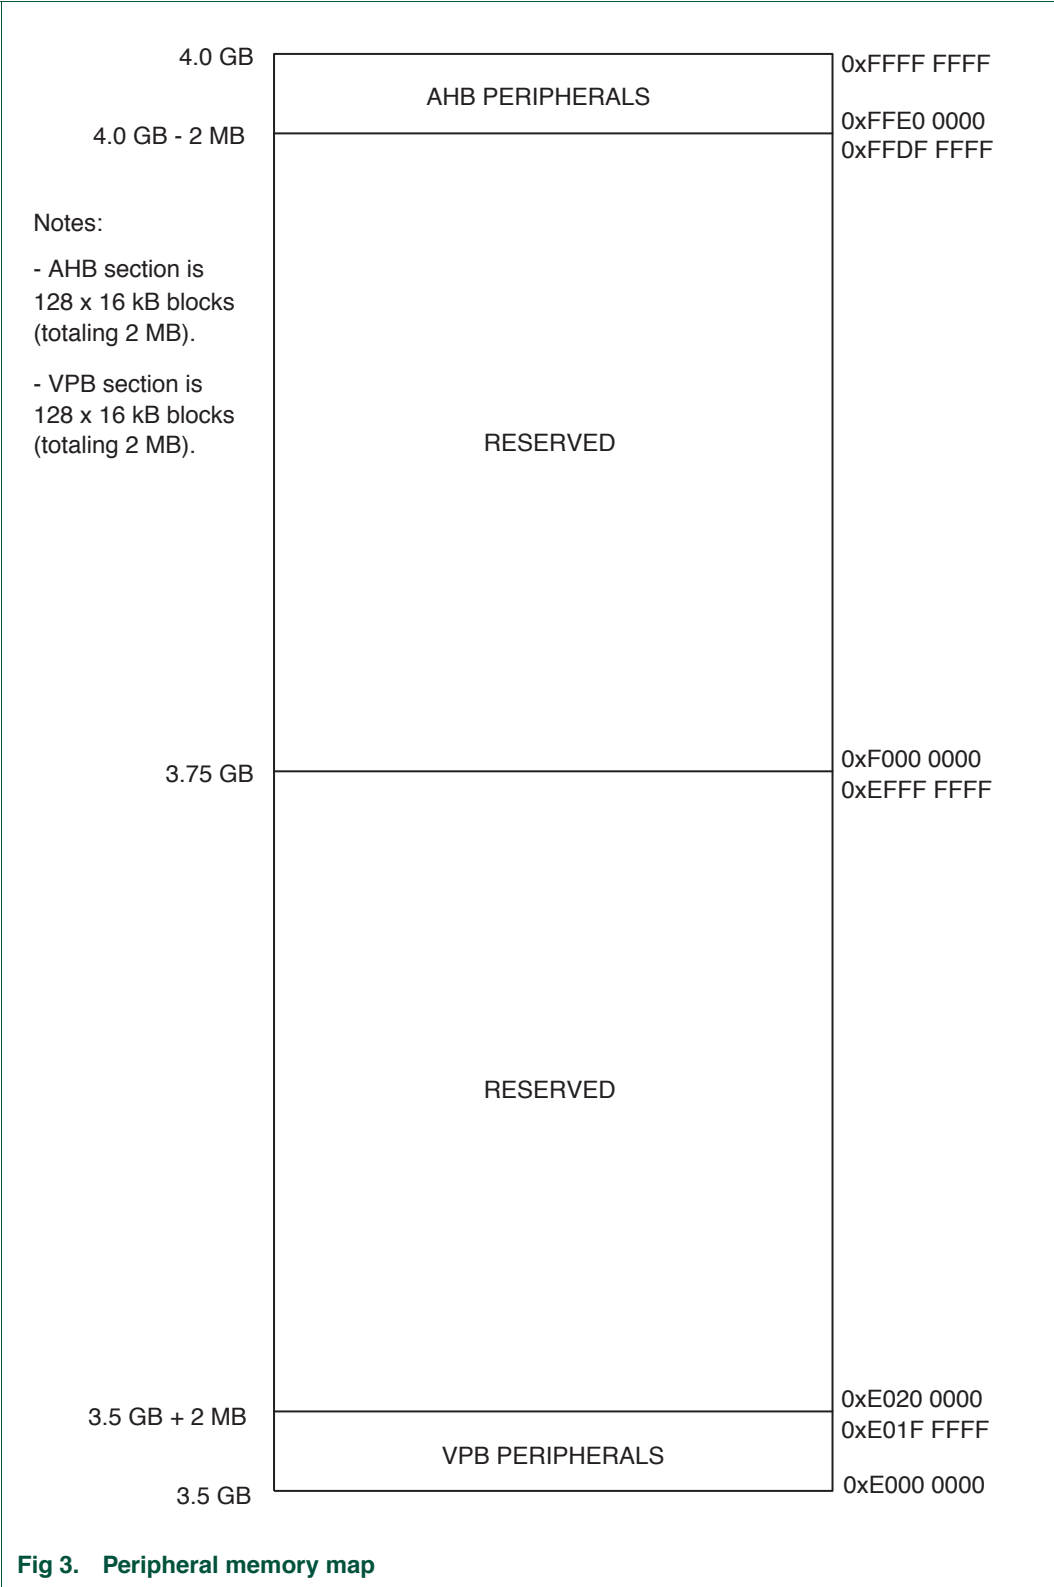 4.0 GB
0xFFFF FFFF
AHB PERIPHERALS
0xFFE0 0000
4.0 GB - 2 MB
0xFFDF FFFF
Notes:
- AHB section is
128 x 16 kB blocks
(totaling 2 MB).
- VPB section is
128 x 16 kB blocks
(totaling 2 MB).
RESERVED
0xF000 0000
3.75 GB
0xEFFF FFFF
RESERVED
0xE020 0000
3.5 GB + 2 MB
0xE01F FFFF
VPB PERIPHERALS
0xE000 0000
3.5 GB
Fig 3. Peripheral memory map